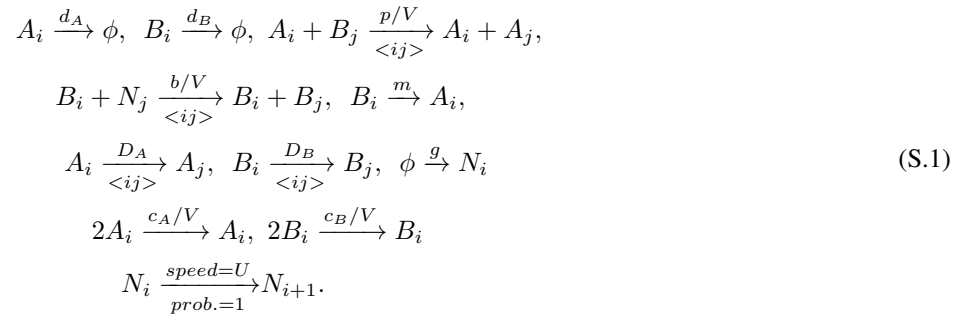 $A_i \xrightarrow{d_A} \phi, \; B_i \xrightarrow{d_B} \phi, \; A_i + B_j \xrightarrow[<ij>]{p/V} A_i + A_j,$
$B_i + N_j \xrightarrow[<ij>]{b/V} B_i + B_j, \; B_i \xrightarrow{m} A_i,$
$A_i \xrightarrow[<ij>]{D_A} A_j, \; B_i \xrightarrow[<ij>]{D_B} B_j, \; \phi \xrightarrow{g} N_i$ (S.1)
$2A_i \xrightarrow{c_A/V} A_i, \; 2B_i \xrightarrow{c_B/V} B_i$
$N_i \xrightarrow[prob.=1]{speed=U} N_{i+1}.$